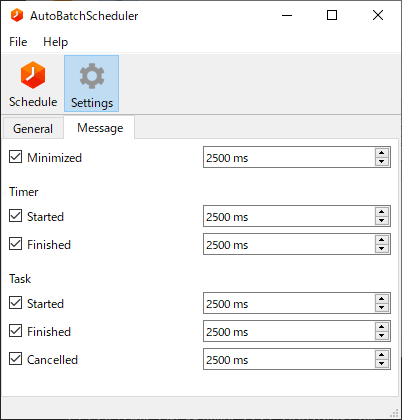 AutoBatchScheduler
File Help
Schedule Settings
General Message
Minimized 2500 ms
Timer
Started 2500 ms
Finished 2500 ms
Task
Started 2500 ms
Finished 2500 ms
Cancelled 2500 ms